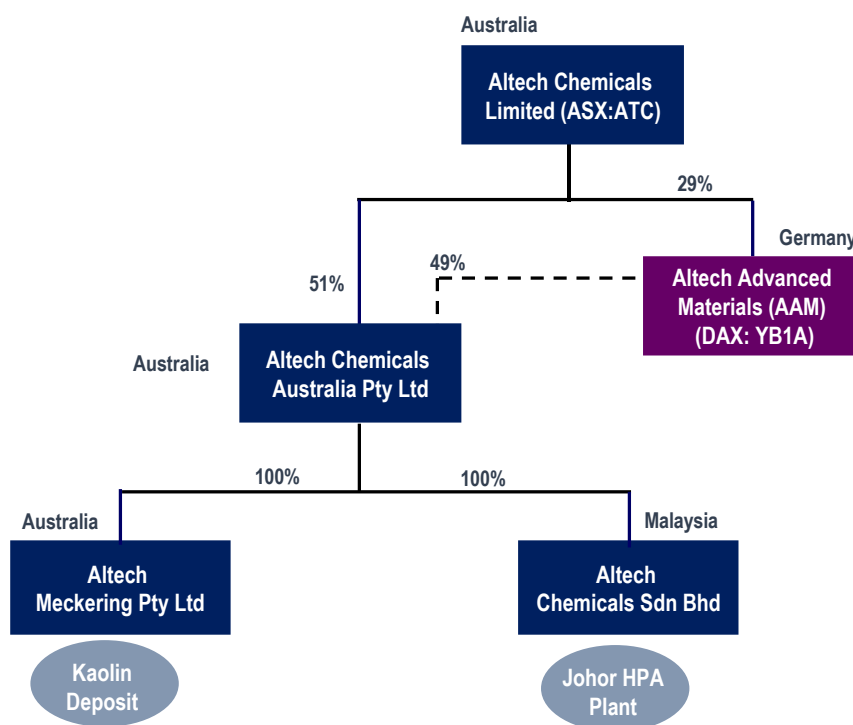 Australia
Altech Chemicals
Limited (ASX:ATC)
29%
Germany
49%
Altech Advanced
Materials (AAM)
(DAX: YB1A)
51%
Australia
Altech Chemicals
Australia Pty Ltd
100%
100%
Australia
Malaysia
Altech
Meckering Pty Ltd
Altech
Chemicals Sdn Bhd
Kaolin
Deposit
Johor HPA
Plant